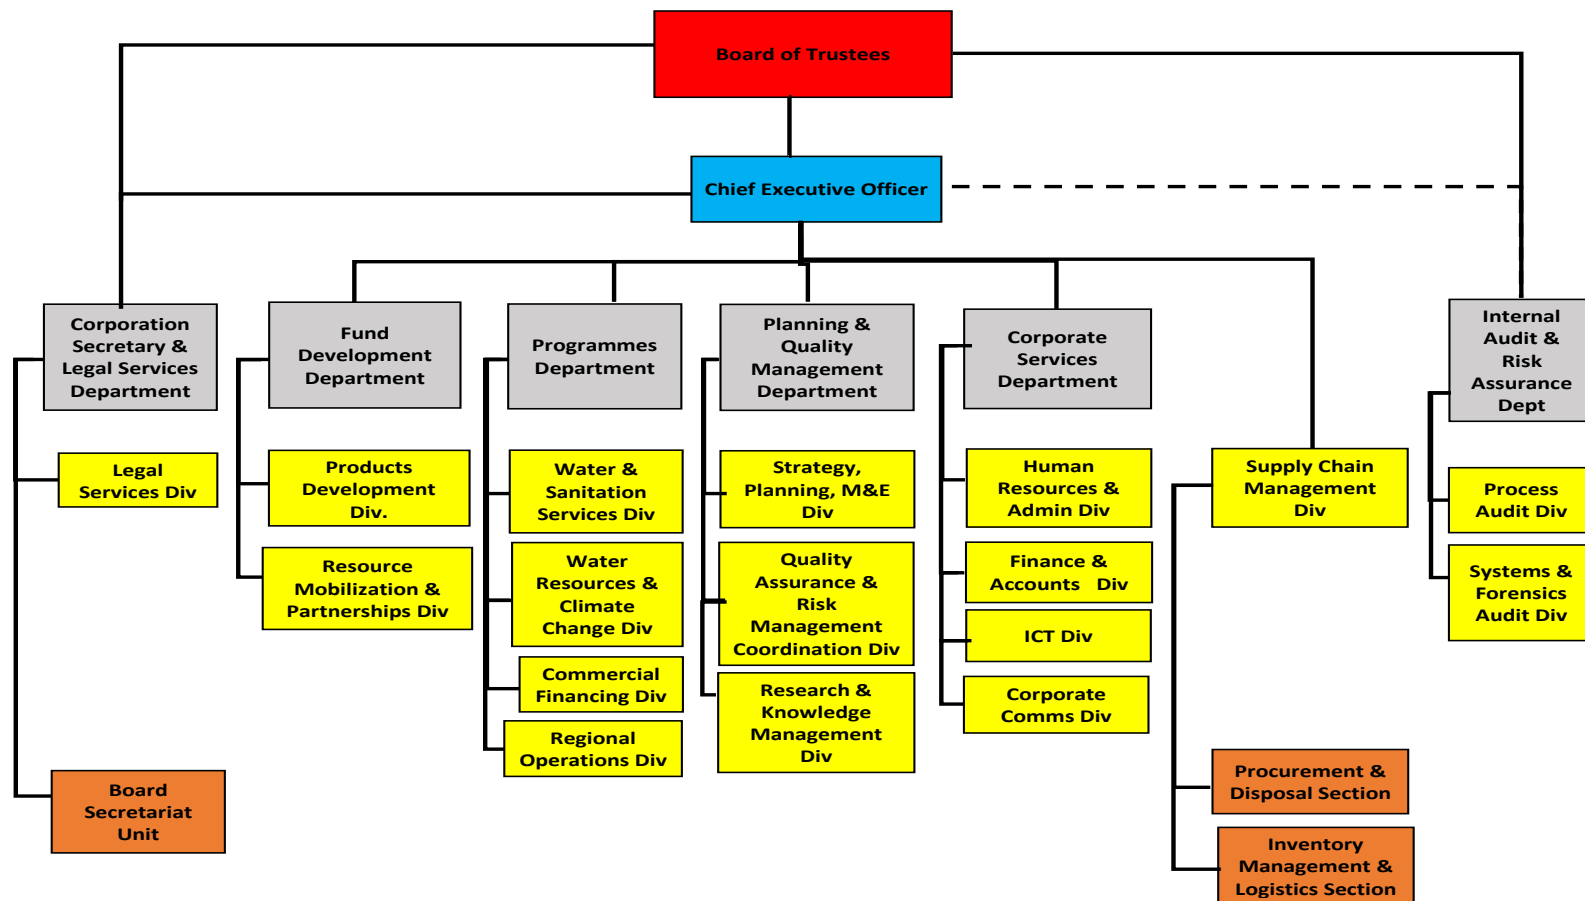 Board of Trustees
Chief Executive Officer
Corporation
Secretary &
Legal Services
Department
Fund
Development
Department
Programmes
Department
Planning &
Quality
Management
Department
Corporate
Services
Department
Internal
Audit &
Risk
Assurance
Dept
Legal
Services Div
Products
Development
Div.
Water &
Sanitation
Services Div
Strategy,
Planning, M&E
Div
Human
Resources &
Admin Div
Supply Chain
Management
Div
Process
Audit Div
Resource
Mobilization &
Partnerships Div
Water
Resources &
Climate
Change Div
Quality
Assurance &
Risk
Management
Coordination Div
Finance &
Accounts Div
Systems &
Forensics
Audit Div
ICT Div
Commercial
Financing Div
Research &
Knowledge
Management
Div
Corporate
Comms Div
Regional
Operations Div
Board
Secretariat
Unit
Procurement &
Disposal Section
Inventory
Management &
Logistics Section